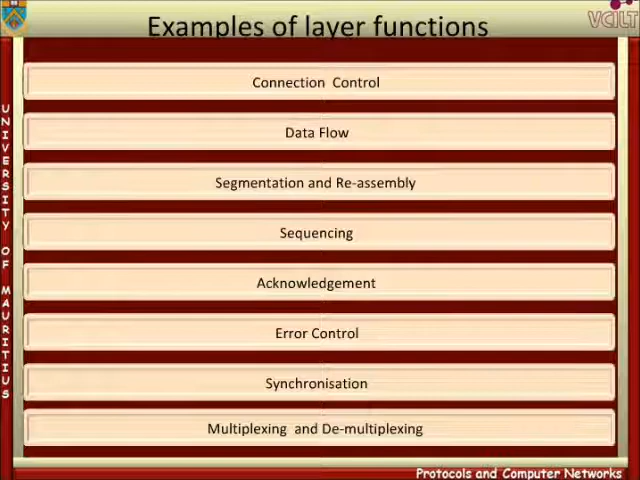 Examples of layer functions
VCILT
Connection Control
Data Flow
Segmentation and Re-assembly
Sequencing
Acknowledgement
Error Control
Synchronisation
Multiplexing and De-multiplexing
UNIVERSITY OF MAURITIUS
Protocols and Computer Networks